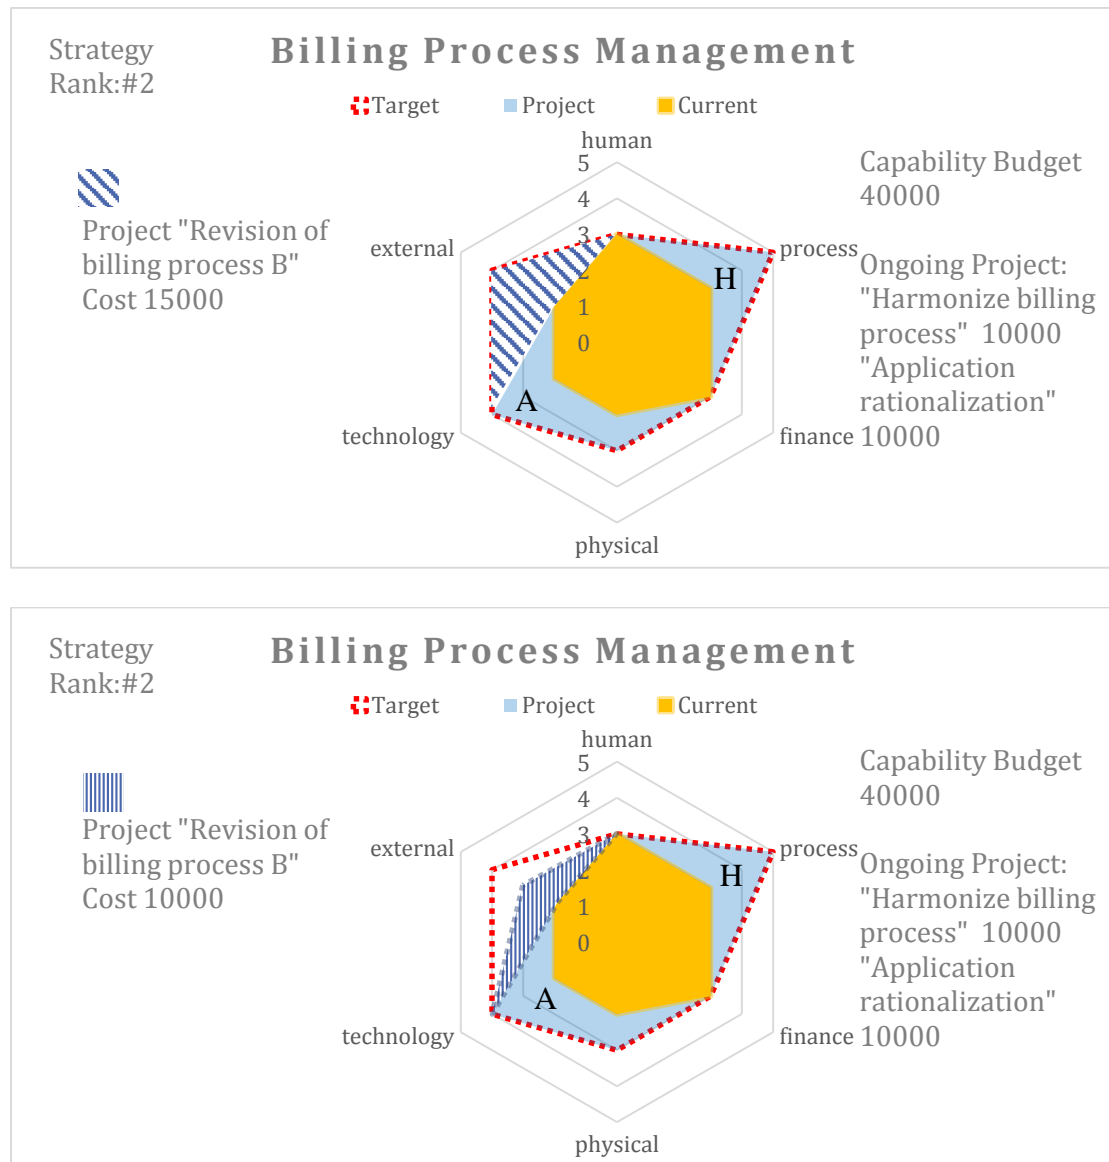 Strategy
Rank:#2
Billing Process Management
Target Project Current
Project "Revision of
billing process B"
Cost 15000
human
process
finance
physical
technology
external
5
4
3
2
1
0
H
A
Capability Budget
40000
Ongoing Project:
"Harmonize billing
process" 10000
"Application
rationalization"
10000
Strategy
Rank:#2
Billing Process Management
Target Project Current
Project "Revision of
billing process B"
Cost 10000
human
process
finance
physical
technology
external
5
4
3
2
1
0
H
A
Capability Budget
40000
Ongoing Project:
"Harmonize billing
process" 10000
"Application
rationalization"
10000